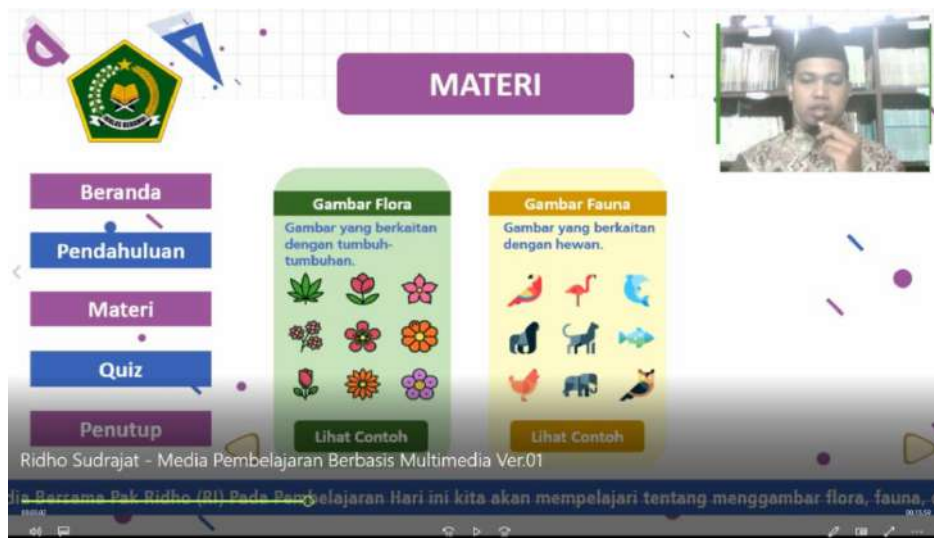 MATERI
Beranda
Pendahuluan
Materi
Quiz
Penutup
Gambar Flora
Gambar yang berkaitan
dengan tumbuh-
tumbuhan.
Lihat Contoh
Gambar Fauna
Gambar yang berkaitan
dengan hewan.
Lihat Contoh
Ridho Sudrajat - Media Pembelajaran Berbasis Multimedia Ver.01
Bersama Pak Ridho (RI) Pada Pembelajaran Hari ini kita akan mempelajari tentang menggambar flora, fauna,